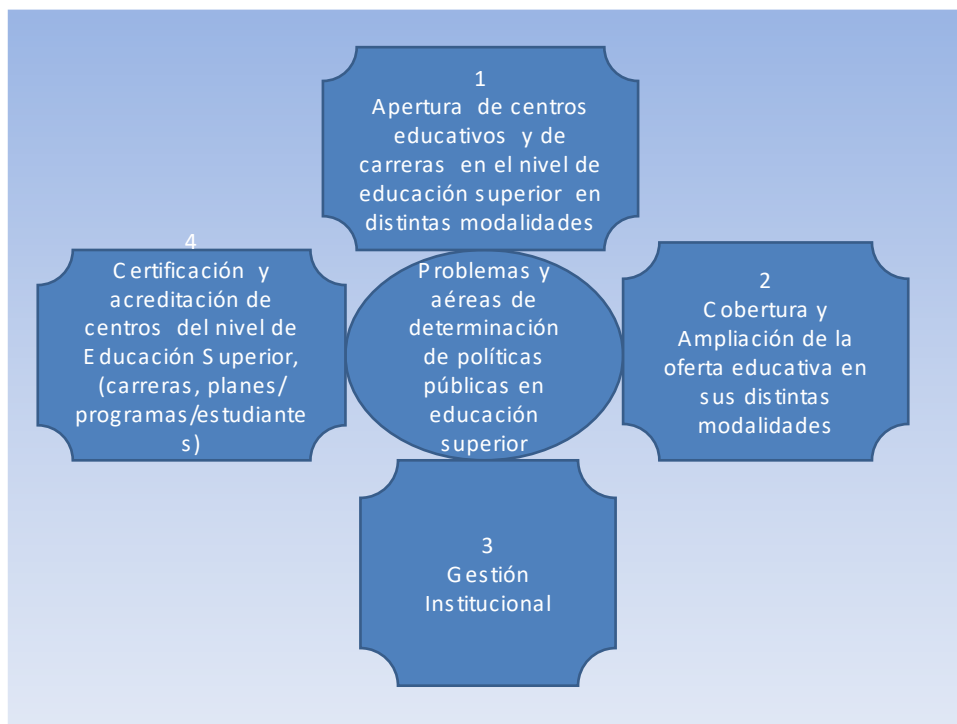 1
Apertura de centros
educativos y de
carreras en el nivel de
educación superior en
distintas modalidades
4
Certificación y
acreditación de
centros del nivel de
Educación Superior,
(carreras, planes/
programas/estudiante
s)
Problemas y
aéreas de
determinación
de políticas
públicas en
educación
superior
2
Cobertura y
Ampliación de la
oferta educativa en
sus distintas
modalidades
3
Gestión
Institucional